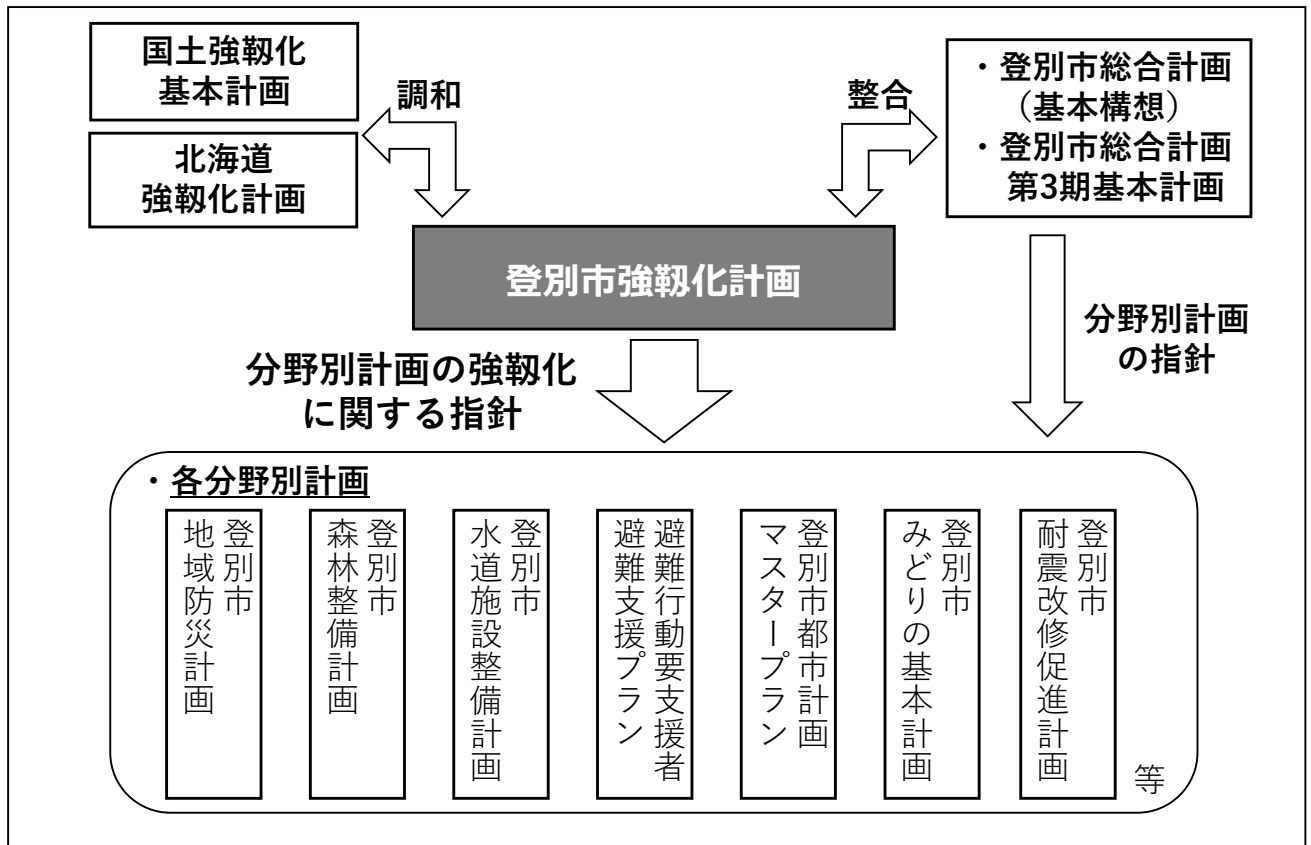 国土強靱化
基本計画
北海道
強靱化計画
調和
整合
・登別市総合計画
（基本構想）
・登別市総合計画
第3期基本計画
登別市強靱化計画
分野別計画の強靱化
に関する指針
分野別計画
の指針
・各分野別計画
登別市
地域防災計画
登別市
森林整備計画
登別市
水道施設整備計画
避難行動要支援者
避難支援プラン
登別市都市計画
マスタープラン
登別市
みどりの基本計画
登別市
耐震改修促進計画
等